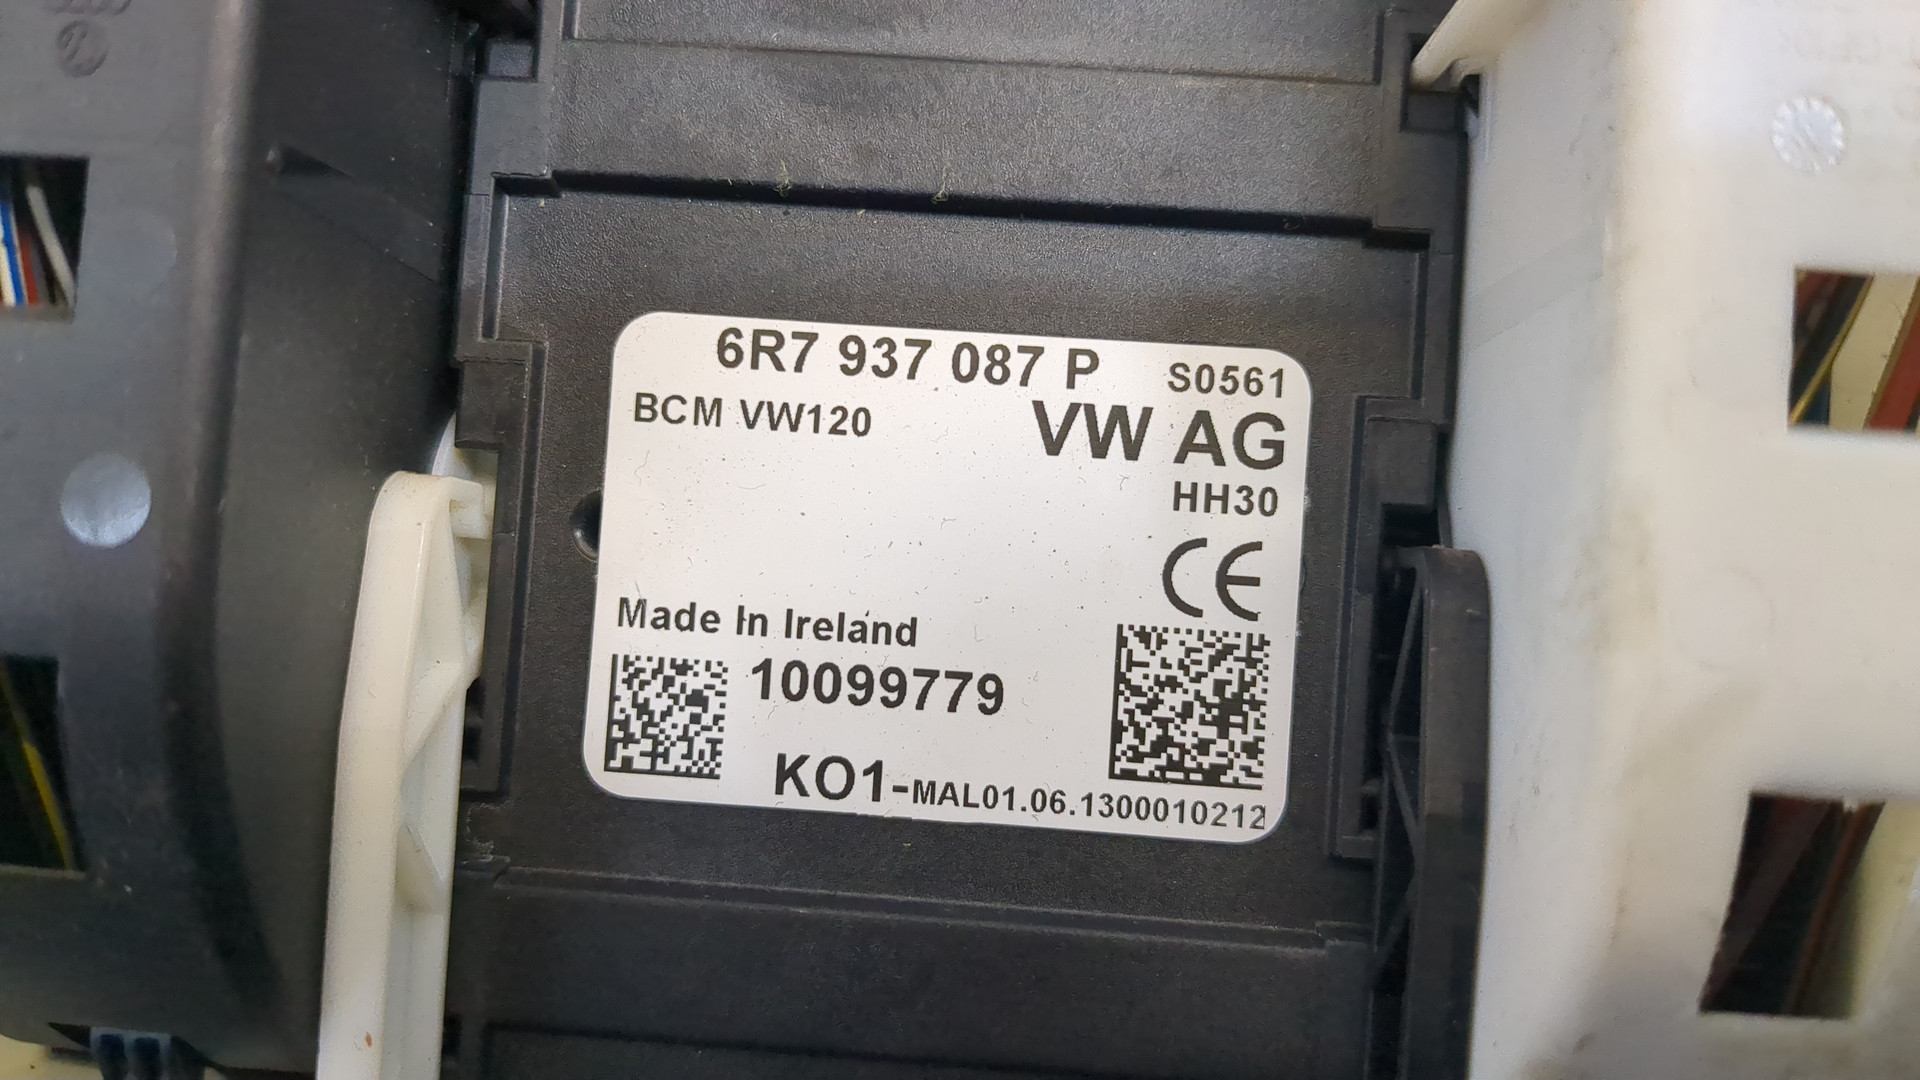 6R7 937 087 P S0561
BCM VW120 VW AG
HH30
CE
Made In Ireland
10099779
KO1-MAL01.06.1300010212